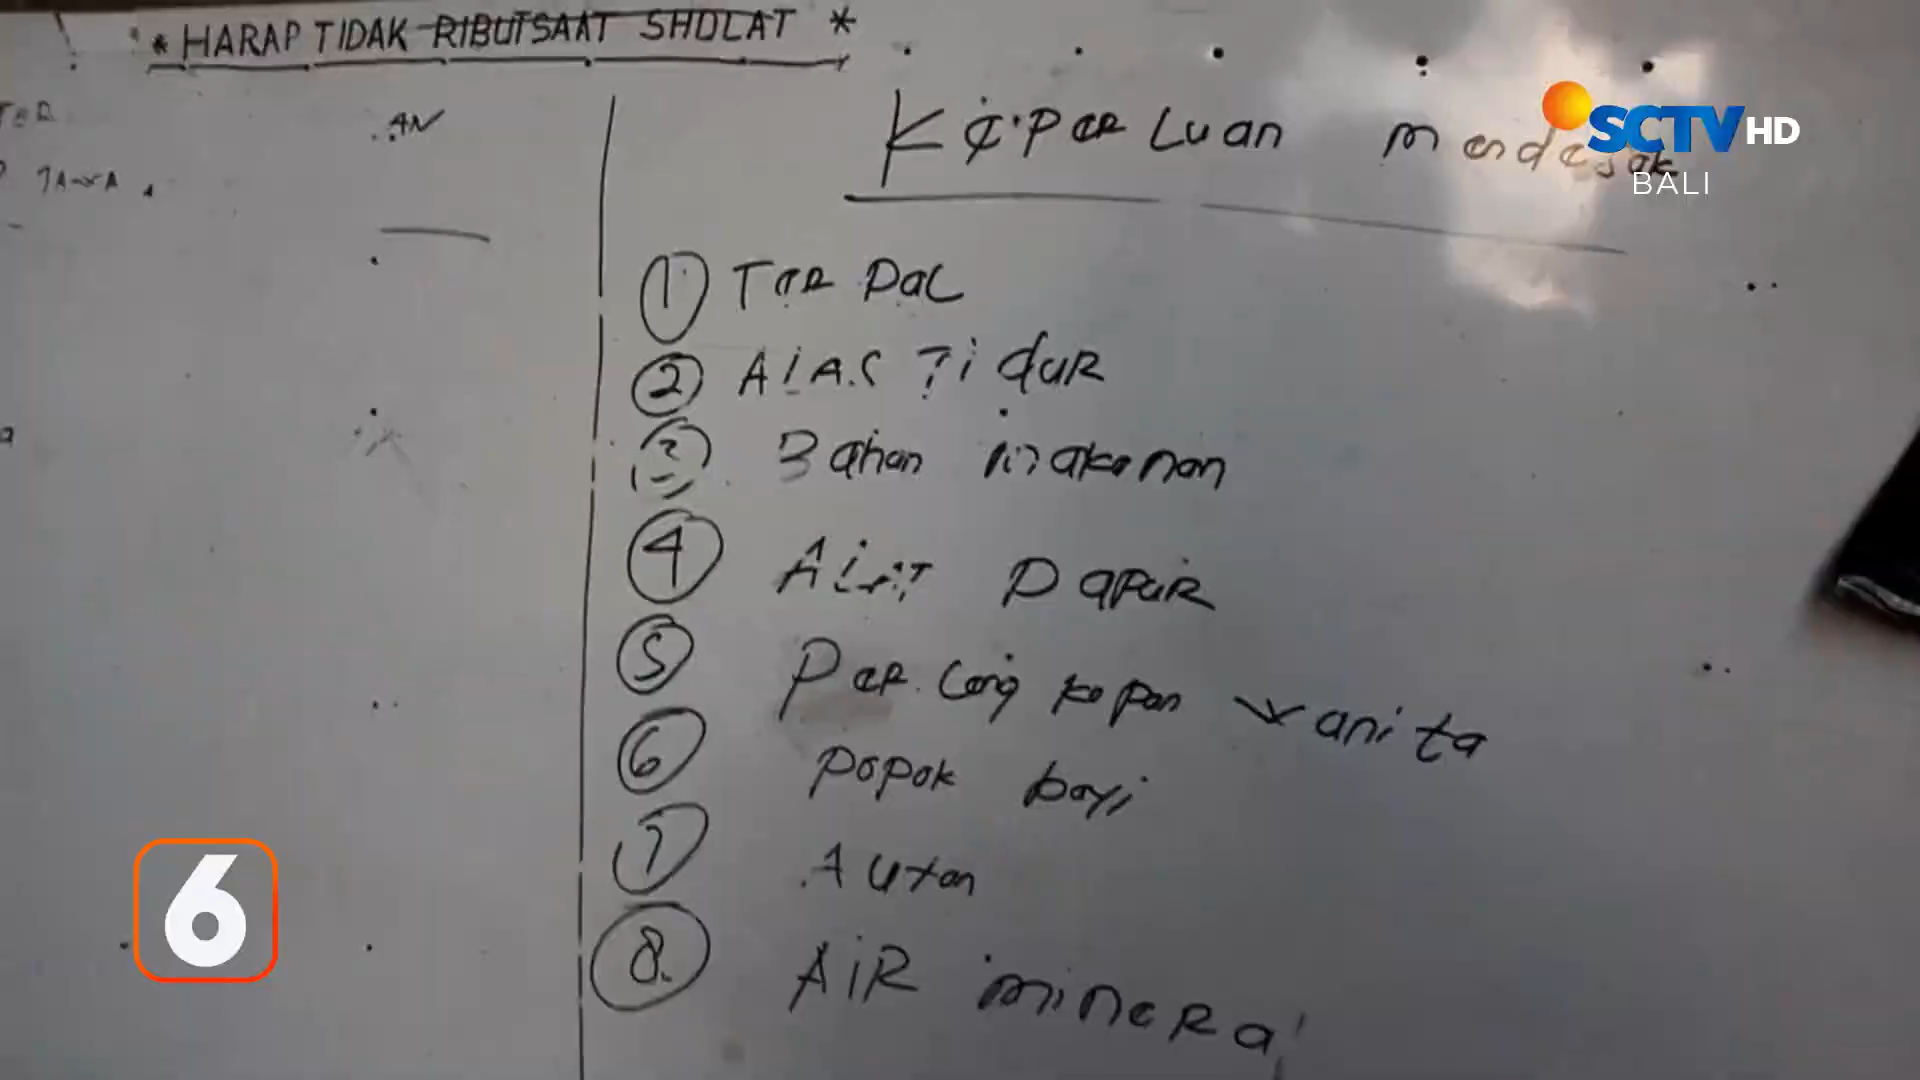 * HARAP TIDAK RIBUT SAAT SHOLAT *
SCTV HD
BALI
Keperluan mendesak
1 Terpal
2 ALAS Tidur
3 Bahan makanan
4 ALAT Dapur
5 Perlengkapan wanita
6 popok bayi
7 Autan
8 AiR mineral
6